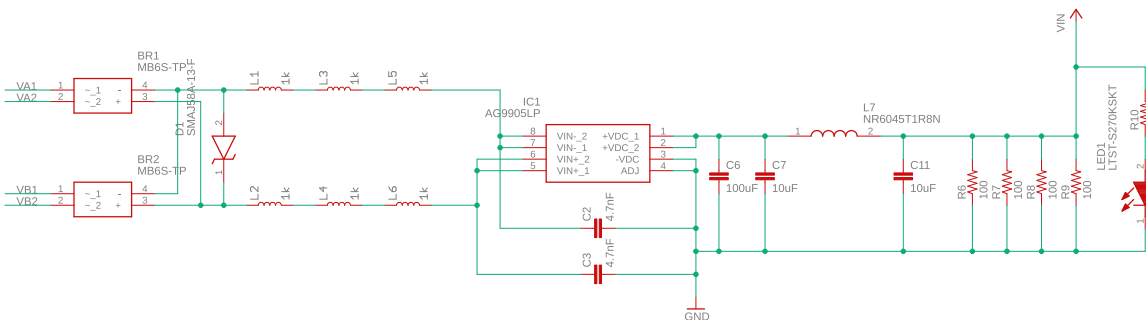 VIN
BR1
MB6S-TP
VA1
VA2
1
2
~_1
~_2
-
+
4
3
D1
SMAJ58A-13-F
2
1
L1
1k
L3
1k
L5
1k
BR2
MB6S-TP
VB1
VB2
1
2
~_1
~_2
-
+
4
3
L2
1k
L4
1k
L6
1k
IC1
AG9905LP
8
7
6
5
VIN-_2
VIN-_1
VIN+_2
VIN+_1
+VDC_1
+VDC_2
-VDC
ADJ
1
2
3
4
C2
4.7nF
C3
4.7nF
GND
C6
100uF
C7
10uF
L7
NR6045T1R8N
1
2
C11
10uF
R6
100
R7
100
R8
100
R9
100
R10
LED1
LTST-S270KSKT
2
1